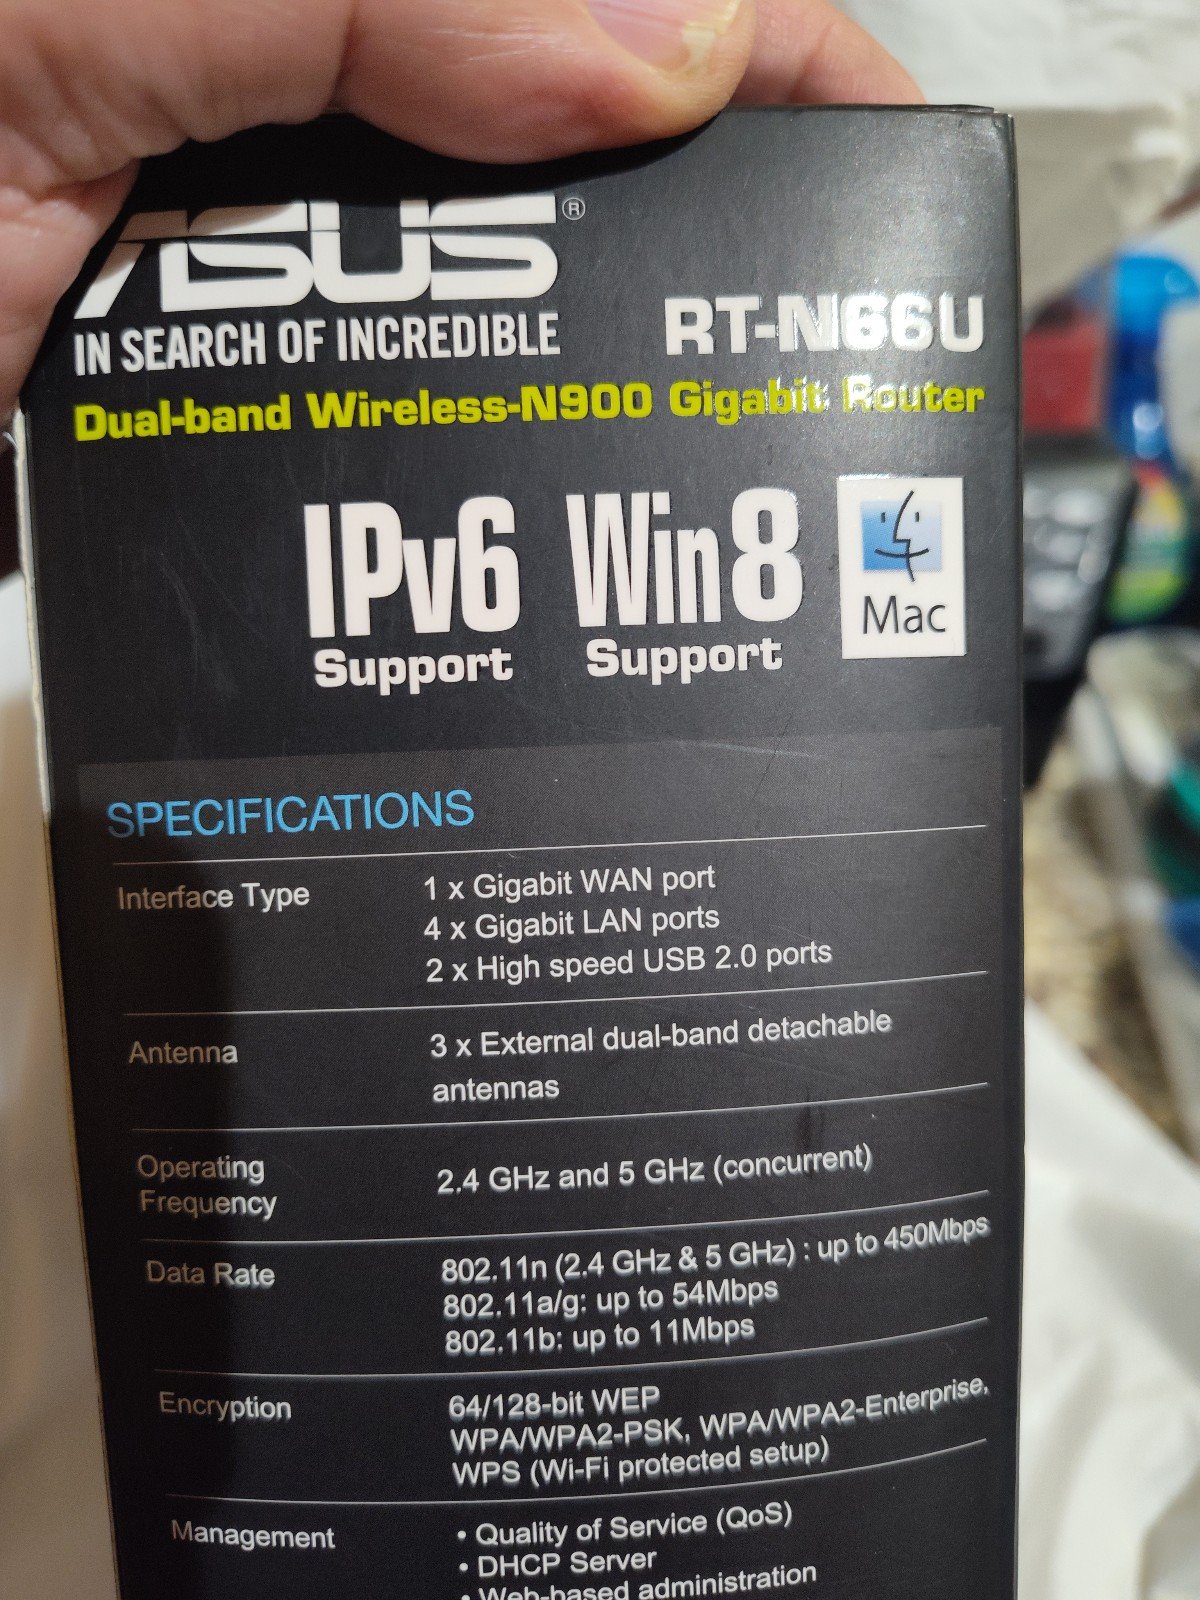 ASUS®
IN SEARCH OF INCREDIBLE
RT-N66U
Dual-band Wireless-N900 Gigabit Router
IPv6 Support
Win8 Support
Mac
SPECIFICATIONS
Interface Type
1 x Gigabit WAN port
4 x Gigabit LAN ports
2 x High speed USB 2.0 ports
Antenna
3 x External dual-band detachable
antennas
Operating
Frequency
2.4 GHz and 5 GHz (concurrent)
Data Rate
802.11n (2.4 GHz & 5 GHz) : up to 450Mbps
802.11a/g: up to 54Mbps
802.11b: up to 11Mbps
Encryption
64/128-bit WEP
WPA/WPA2-PSK, WPA/WPA2-Enterprise,
WPS (Wi-Fi protected setup)
Management
• Quality of Service (QoS)
• DHCP Server
• Web-based administration